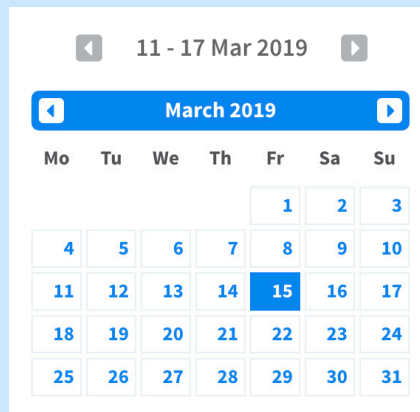 11 - 17 Mar 2019
March 2019
Mo Tu We Th Fr Sa Su
1 2 3
4 5 6 7 8 9 10
11 12 13 14 15 16 17
18 19 20 21 22 23 24
25 26 27 28 29 30 31